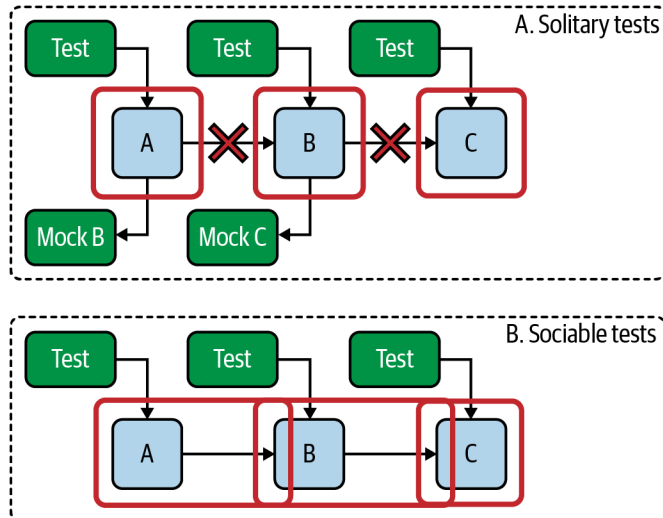 A. Solitary tests
Test
Test
Test
A
B
C
Mock B
Mock C
B. Sociable tests
Test
Test
Test
A
B
C